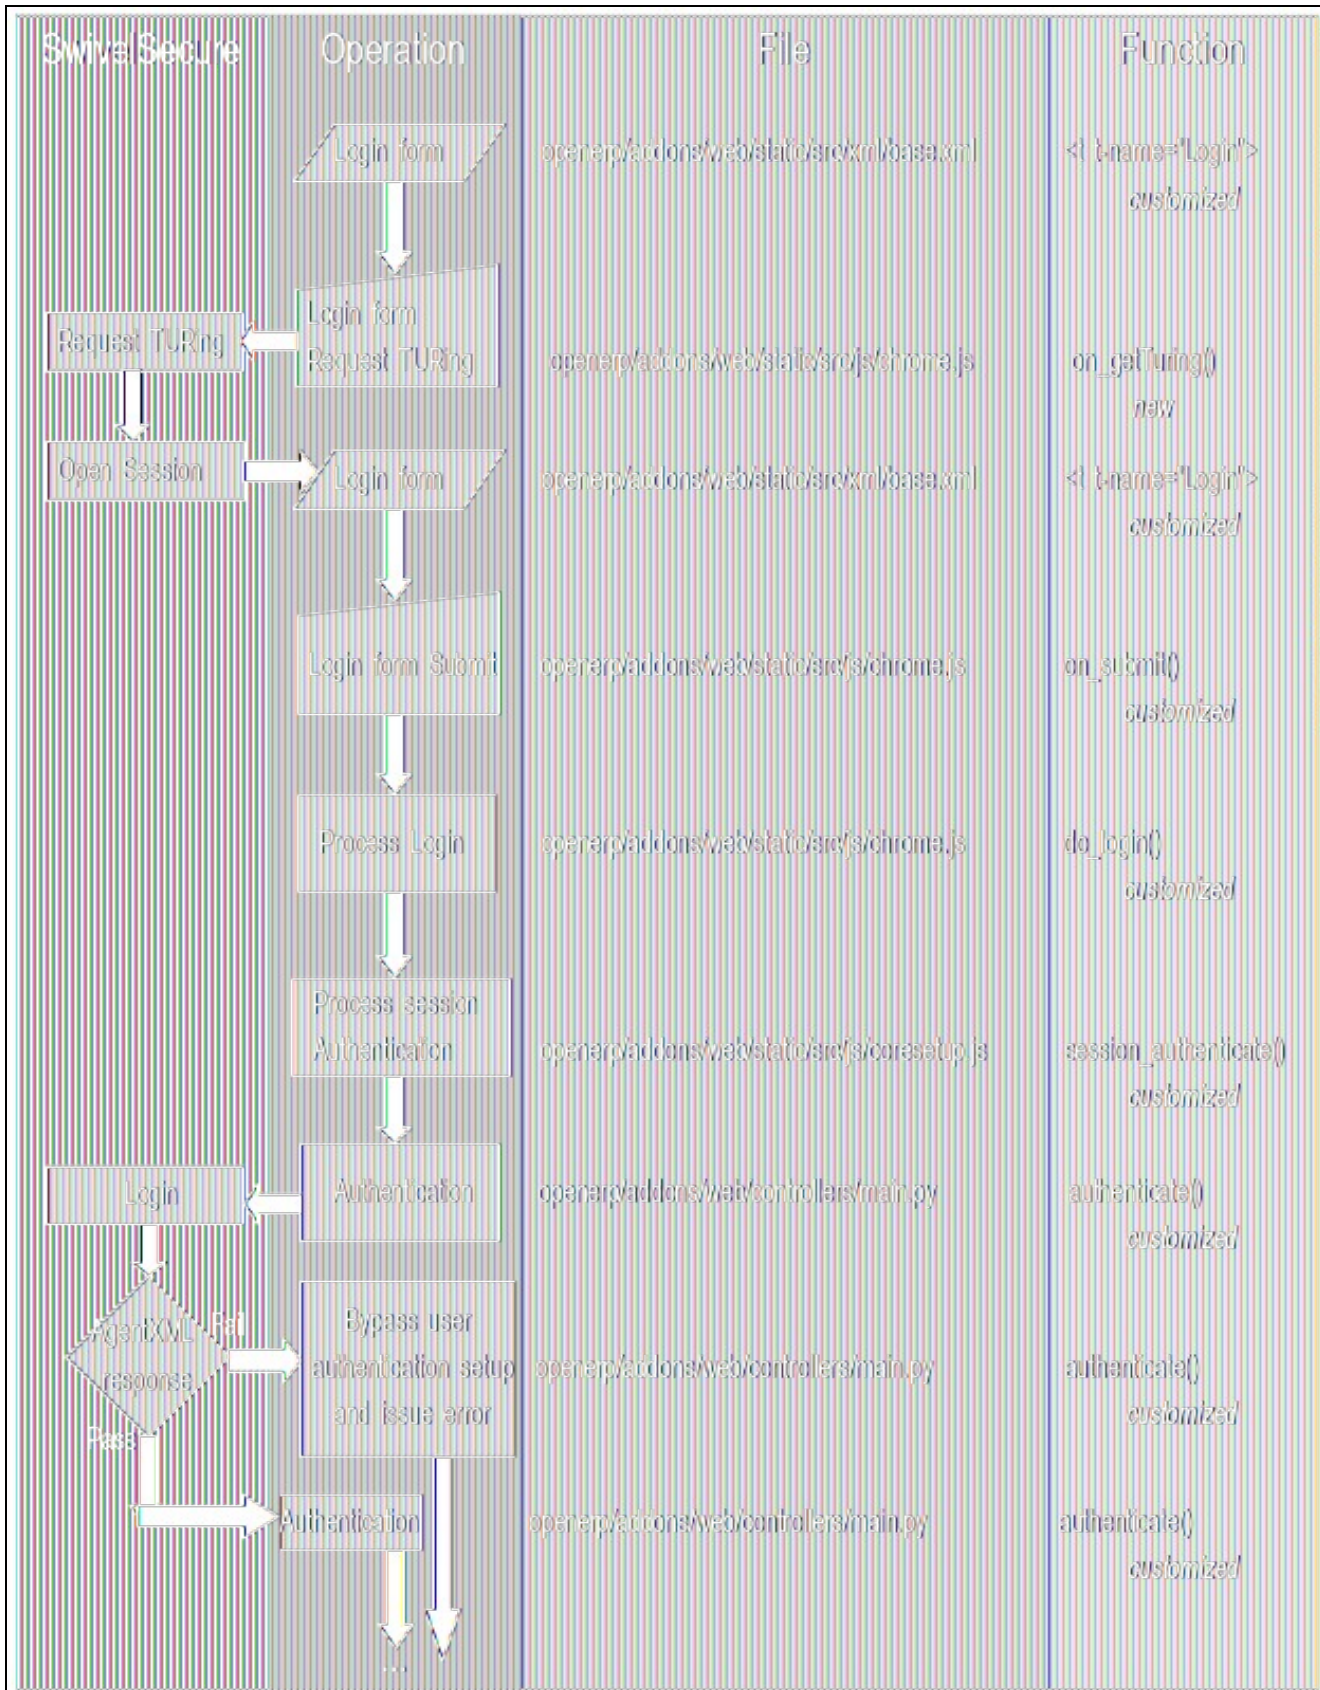 SwivelSecure Operation File Function
Login form openerp/addons/web/static/src/xml/base.xml <t t-name="Login">
customized
Login form
Request TURing
Request TURing openerp/addons/web/static/src/js/chrome.js on_getTuring()
new
Open Session Login form openerp/addons/web/static/src/xml/base.xml <t t-name="Login">
customized
Login form Submit openerp/addons/web/static/src/js/chrome.js on_submit()
customized
Process Login openerp/addons/web/static/src/js/chrome.js do_login()
customized
Process session
Authentication openerp/addons/web/static/src/js/coresetup.js session_authenticate()
customized
Login Authentication openerp/addons/web/controllers/main.py authenticate()
customized
AgentXML
response
Fail
Bypass user
authentication setup
and issue error
openerp/addons/web/controllers/main.py authenticate()
customized
Pass
Authentication openerp/addons/web/controllers/main.py authenticate()
customized
...